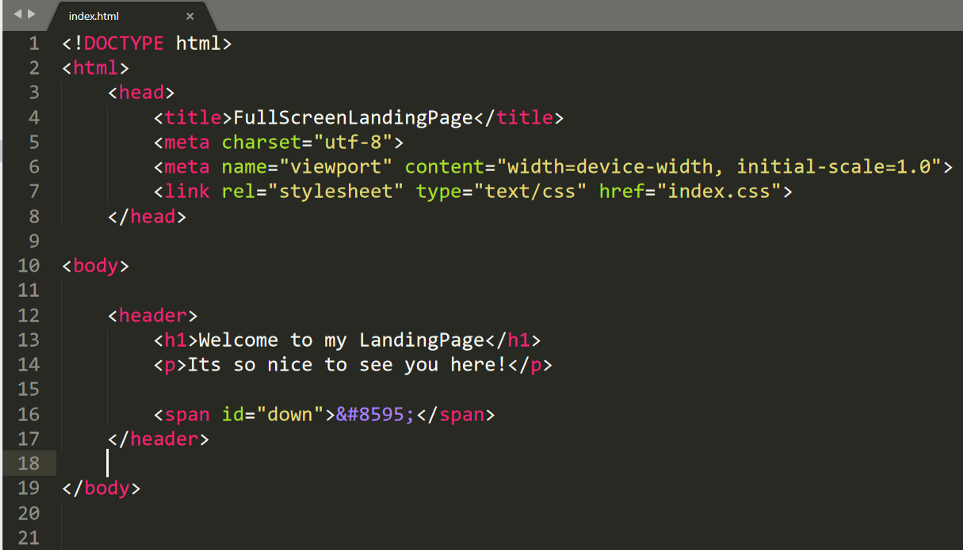 index.html ×
1 <!DOCTYPE html>
2 <html>
3 <head>
4 <title>FullScreenLandingPage</title>
5 <meta charset="utf-8">
6 <meta name="viewport" content="width=device-width, initial-scale=1.0">
7 <link rel="stylesheet" type="text/css" href="index.css">
8 </head>
9
10 <body>
11
12 <header>
13 <h1>Welcome to my LandingPage</h1>
14 <p>Its so nice to see you here!</p>
15
16 <span id="down">&#8595;</span>
17 </header>
18
19 </body>
20
21